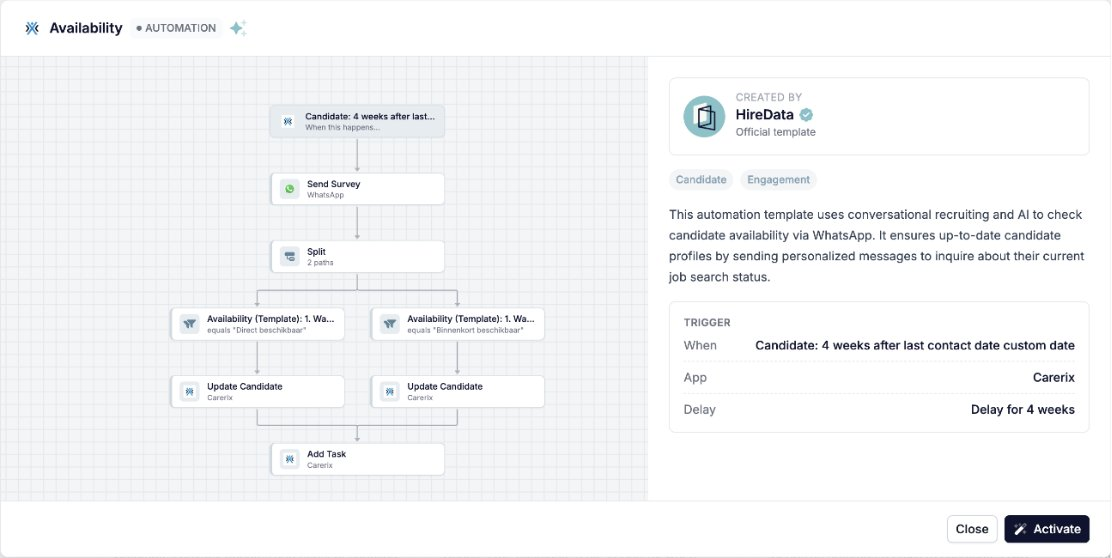 Availability AUTOMATION
Candidate: 4 weeks after last...
When this happens...
Send Survey
WhatsApp
Split
2 paths
Availability (Template): 1. Wa...
equals "Direct beschikbaar"
Availability (Template): 1. Wa...
equals "Binnenkort beschikbaar"
Update Candidate
Carerix
Update Candidate
Carerix
Add Task
Carerix
CREATED BY
HireData
Official template
Candidate Engagement
This automation template uses conversational recruiting and AI to check
candidate availability via WhatsApp. It ensures up-to-date candidate
profiles by sending personalized messages to inquire about their current
job search status.
TRIGGER
When Candidate: 4 weeks after last contact date custom date
App Carerix
Delay Delay for 4 weeks
Close Activate